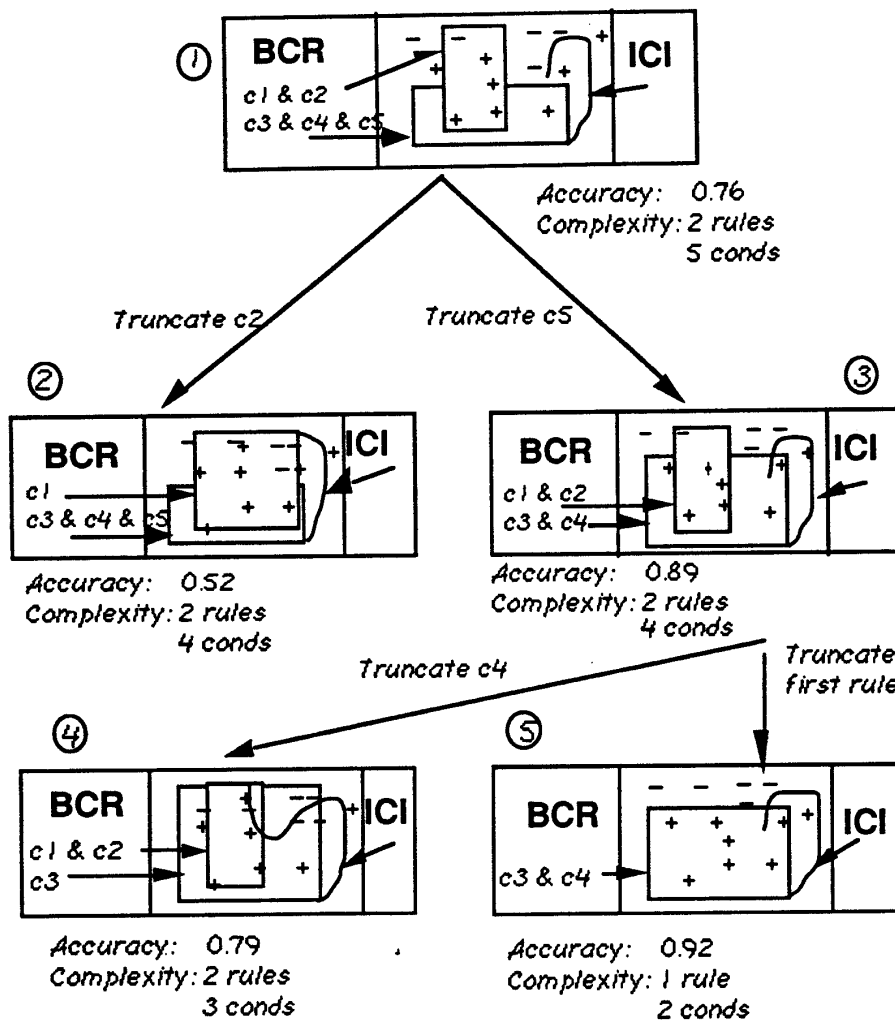 1
BCR
ICI
c1 & c2
c3 & c4 & c5
Accuracy: 0.76
Complexity: 2 rules
5 conds
Truncate c2
Truncate c5
2
3
BCR
ICI
c1
c3 & c4 & c5
Accuracy: 0.52
Complexity: 2 rules
4 conds
BCR
ICI
c1 & c2
c3 & c4
Accuracy: 0.89
Complexity: 2 rules
4 conds
Truncate c4
Truncate
first rule
4
5
BCR
ICI
c1 & c2
c3
Accuracy: 0.79
Complexity: 2 rules
3 conds
BCR
ICI
c3 & c4
Accuracy: 0.92
Complexity: 1 rule
2 conds